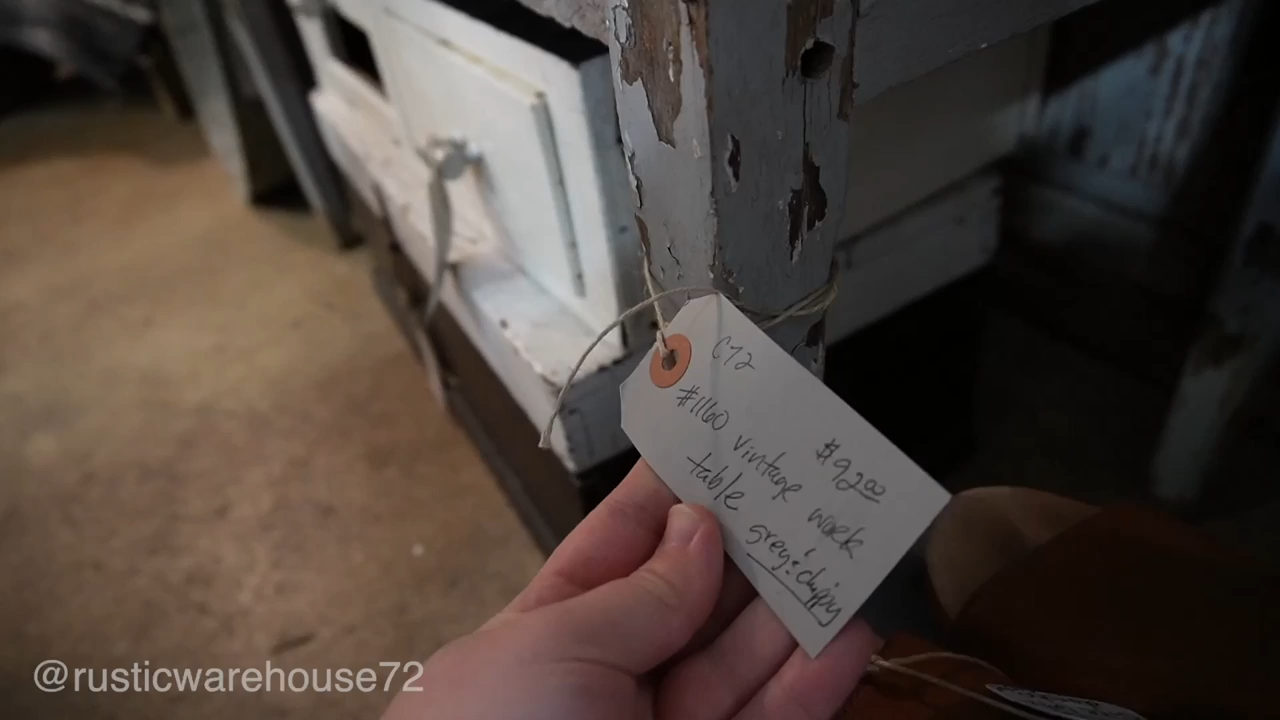 C72
#1160
$92.00
vintage work
table grey & chippy
@rusticwarehouse72